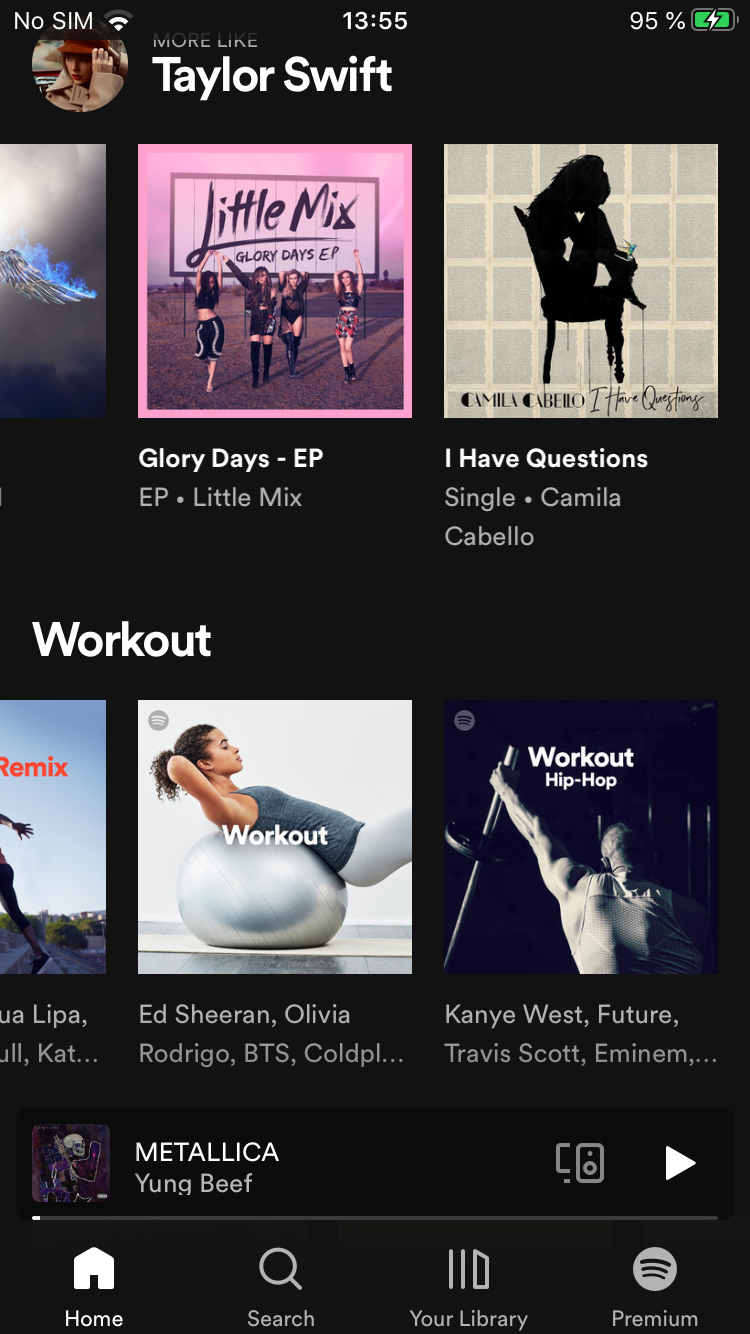 No SIM 13:55 95 %
MORE LIKE
Taylor Swift
Little Mix
GLORY DAYS EP
CAMILA CABELLO I Have Questions
Glory Days - EP
EP • Little Mix
I Have Questions
Single • Camila
Cabello
Workout
Remix
Workout
Workout
Hip-Hop
ua Lipa,
ull, Kat...
Ed Sheeran, Olivia
Rodrigo, BTS, Coldpl...
Kanye West, Future,
Travis Scott, Eminem,...
METALLICA
Yung Beef
Home Search Your Library Premium